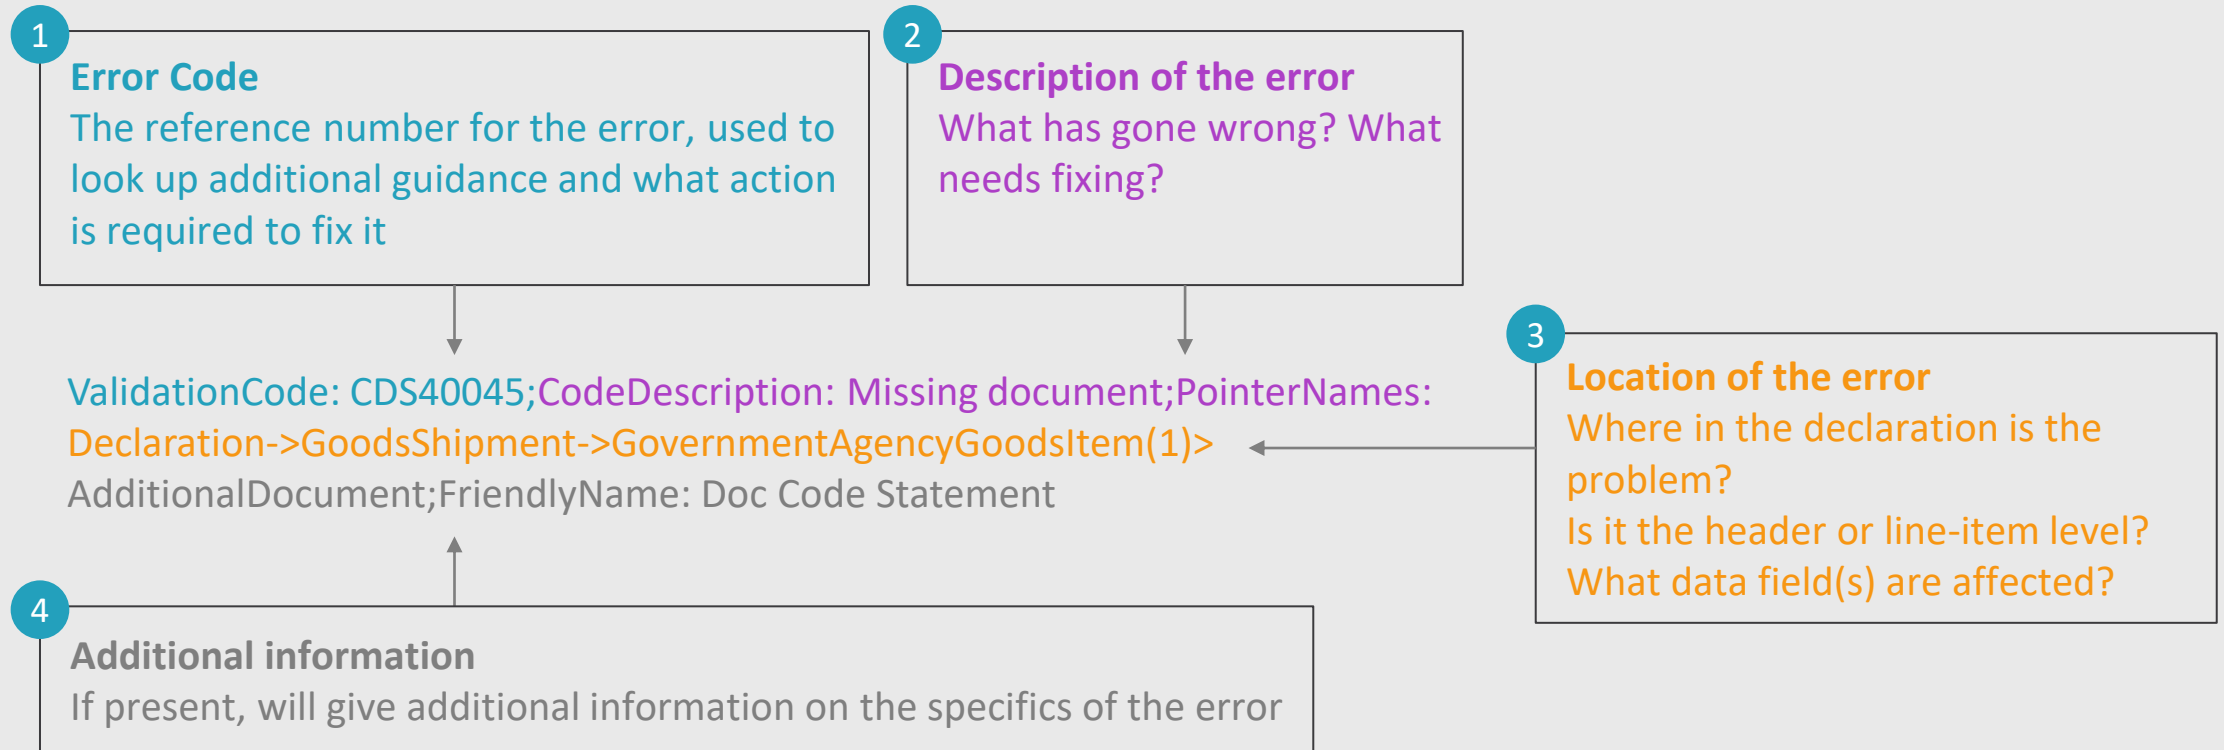 1
Error Code
The reference number for the error, used to
look up additional guidance and what action
is required to fix it
2
Description of the error
What has gone wrong? What
needs fixing?
ValidationCode: CDS40045;CodeDescription: Missing document;PointerNames:
Declaration->GoodsShipment->GovernmentAgencyGoodsItem(1)>
AdditionalDocument;FriendlyName: Doc Code Statement
3
Location of the error
Where in the declaration is the
problem?
Is it the header or line-item level?
What data field(s) are affected?
4
Additional information
If present, will give additional information on the specifics of the error